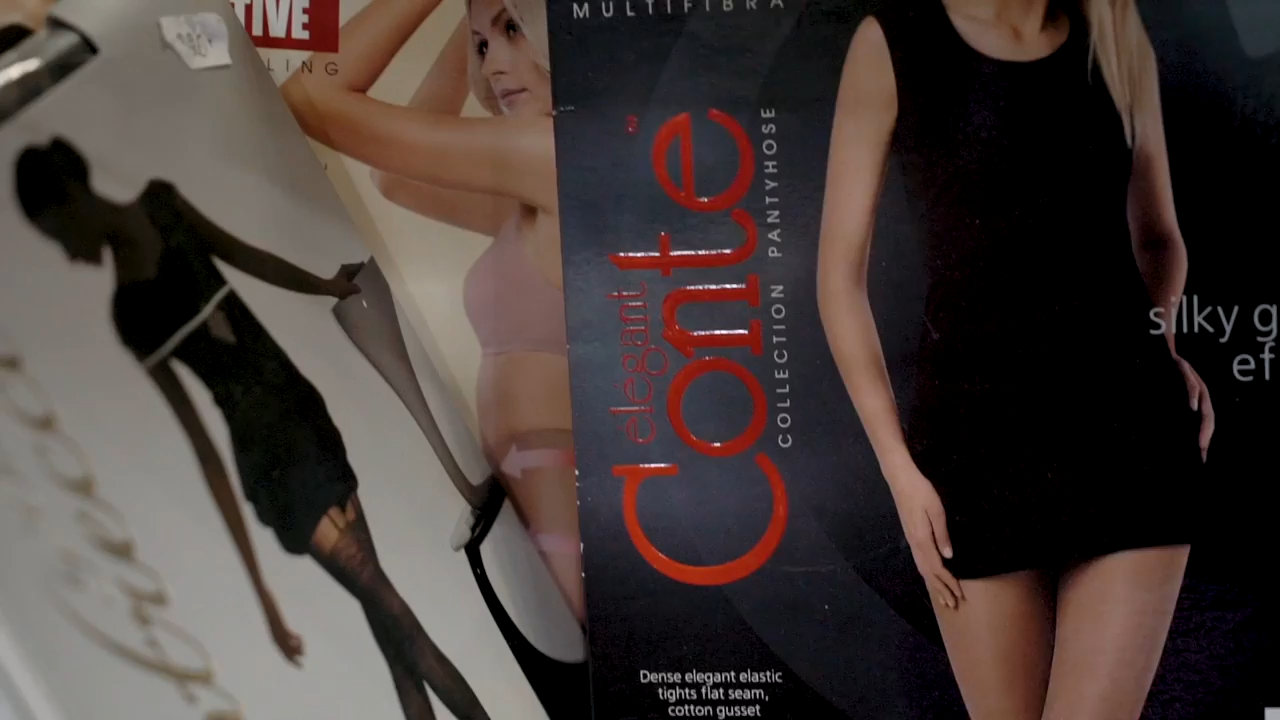 TIVE
LING
MULTIFIBRA
elegant
Conte
COLLECTION PANTYHOSE
silky g
ef
Dense elegant elastic
tights flat seam,
cotton gusset